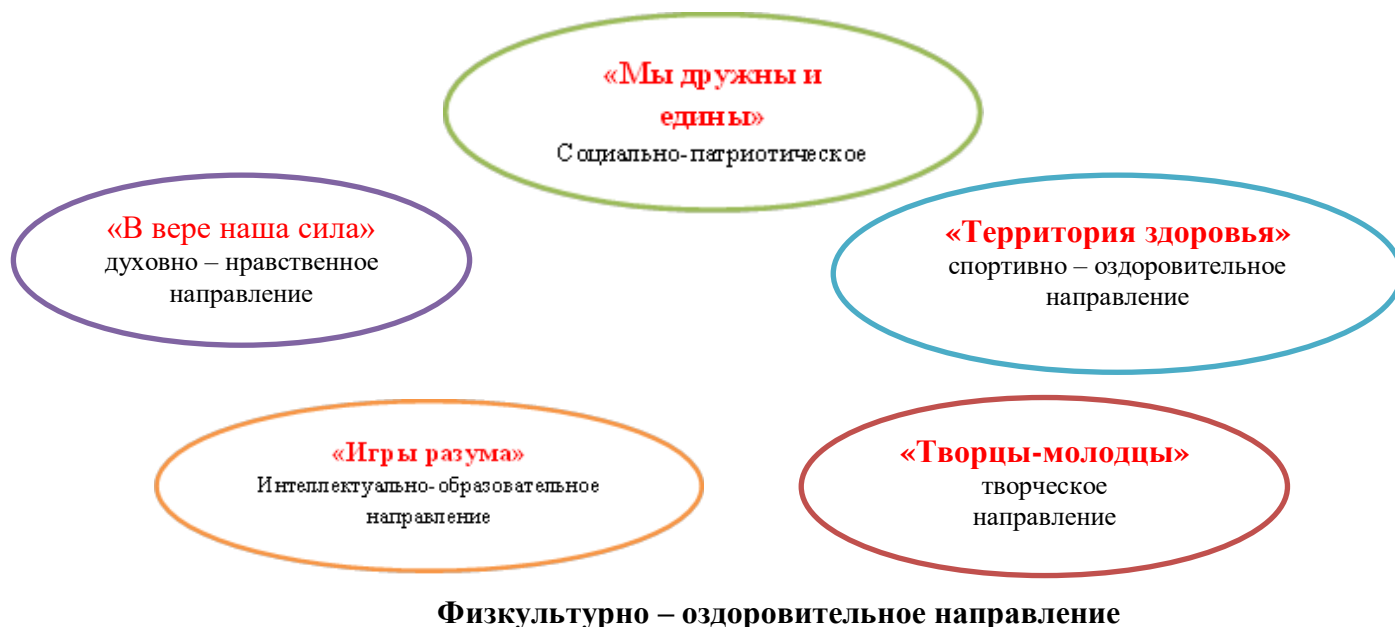 «Мы дружны и
едины»
Социально-патриотическое
«В вере наша сила»
духовно – нравственное
направление
«Территория здоровья»
спортивно – оздоровительное
направление
«Игры разума»
Интеллектуально-образовательное
направление
«Творцы-молодцы»
творческое
направление
Физкультурно – оздоровительное направление